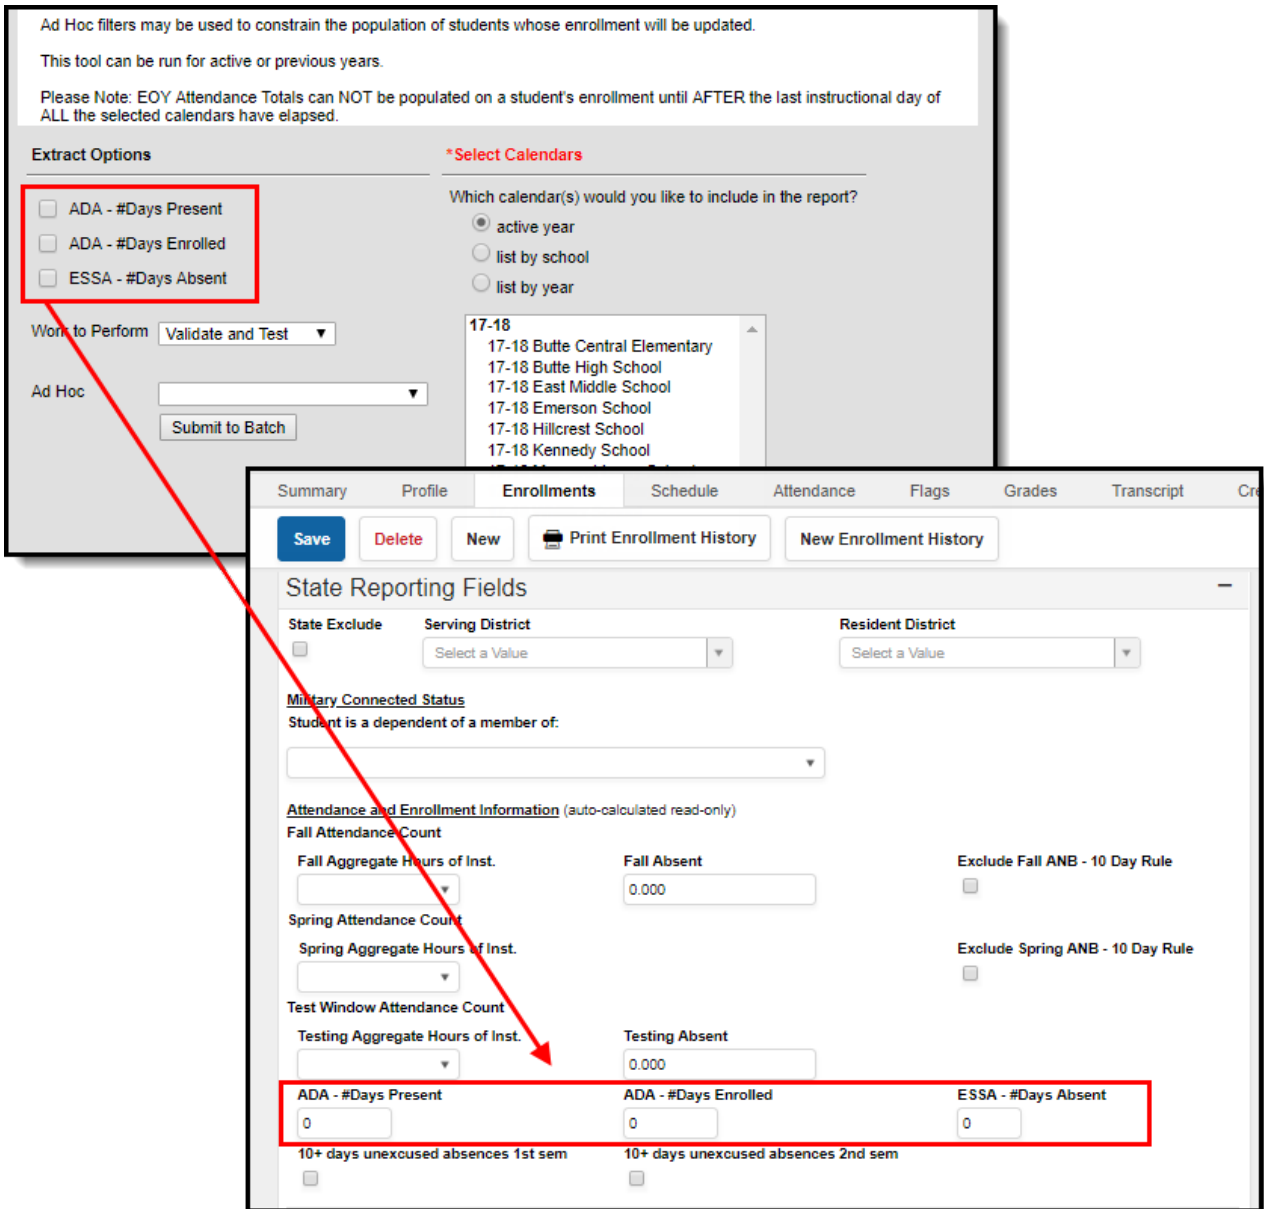 Ad Hoc filters may be used to constrain the population of students whose enrollment will be updated.
This tool can be run for active or previous years.
Please Note: EOY Attendance Totals can NOT be populated on a student's enrollment until AFTER the last instructional day of
ALL the selected calendars have elapsed.
Extract Options
*Select Calendars
ADA - #Days Present
ADA - #Days Enrolled
ESSA - #Days Absent
Which calendar(s) would you like to include in the report?
active year
list by school
list by year
Work to Perform Validate and Test
Ad Hoc
Submit to Batch
17-18
17-18 Butte Central Elementary
17-18 Butte High School
17-18 East Middle School
17-18 Emerson School
17-18 Hillcrest School
17-18 Kennedy School
Summary Profile Enrollments Schedule Attendance Flags Grades Transcript Cre
Save Delete New Print Enrollment History New Enrollment History
State Reporting Fields
State Exclude Serving District Resident District
Select a Value Select a Value
Military Connected Status
Student is a dependent of a member of:
Attendance and Enrollment Information (auto-calculated read-only)
Fall Attendance Count
Fall Aggregate Hours of Inst. Fall Absent Exclude Fall ANB - 10 Day Rule
0.000
Spring Attendance Count
Spring Aggregate Hours of Inst. Exclude Spring ANB - 10 Day Rule
Test Window Attendance Count
Testing Aggregate Hours of Inst. Testing Absent
0.000
ADA - #Days Present ADA - #Days Enrolled ESSA - #Days Absent
0 0 0
10+ days unexcused absences 1st sem 10+ days unexcused absences 2nd sem